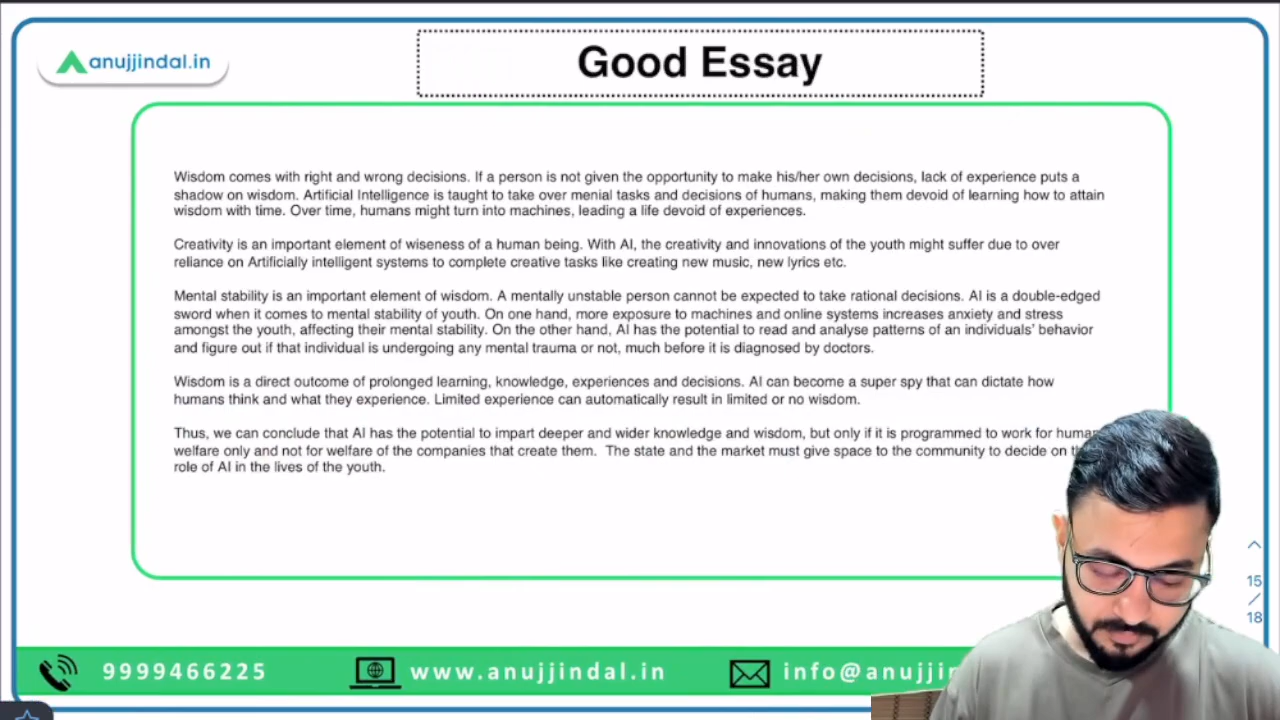 anujjindal.in
Good Essay
Wisdom comes with right and wrong decisions. If a person is not given the opportunity to make his/her own decisions, lack of experience puts a
shadow on wisdom. Artificial Intelligence is taught to take over menial tasks and decisions of humans, making them devoid of learning how to attain
wisdom with time. Over time, humans might turn into machines, leading a life devoid of experiences.
Creativity is an important element of wiseness of a human being. With AI, the creativity and innovations of the youth might suffer due to over
reliance on Artificially intelligent systems to complete creative tasks like creating new music, new lyrics etc.
Mental stability is an important element of wisdom. A mentally unstable person cannot be expected to take rational decisions. AI is a double-edged
sword when it comes to mental stability of youth. On one hand, more exposure to machines and online systems increases anxiety and stress
amongst the youth, affecting their mental stability. On the other hand, AI has the potential to read and analyse patterns of an individuals' behavior
and figure out if that individual is undergoing any mental trauma or not, much before it is diagnosed by doctors.
Wisdom is a direct outcome of prolonged learning, knowledge, experiences and decisions. AI can become a super spy that can dictate how
humans think and what they experience. Limited experience can automatically result in limited or no wisdom.
Thus, we can conclude that AI has the potential to impart deeper and wider knowledge and wisdom, but only if it is programmed to work for human
welfare only and not for welfare of the companies that create them. The state and the market must give space to the community to decide on
role of AI in the lives of the youth.
15
/
18
9999466225
www.anujjindal.in
info@anujjin